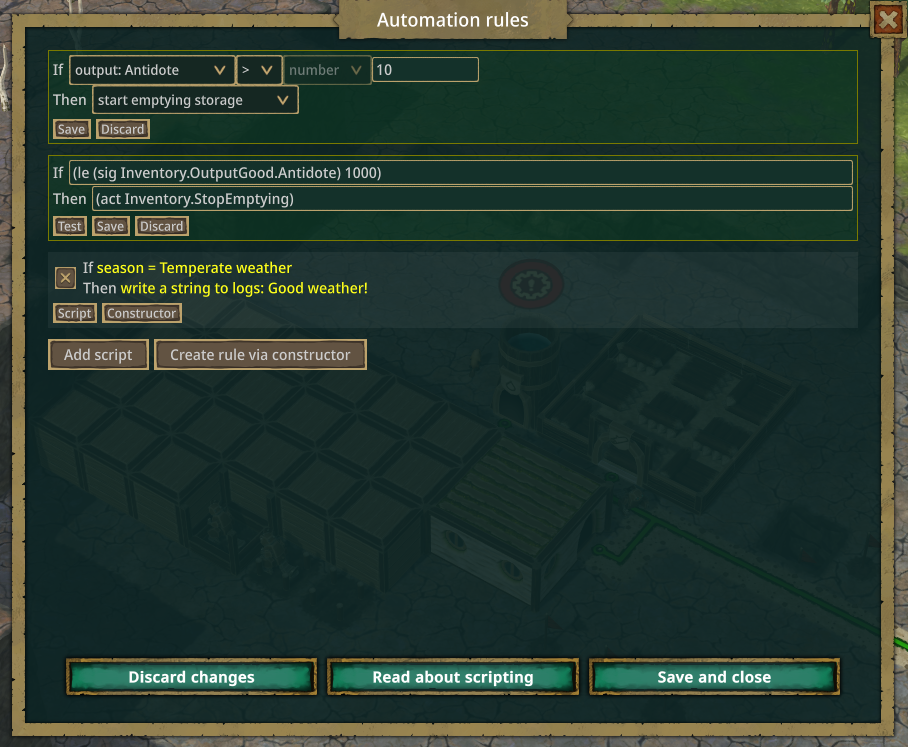 Automation rules
If output: Antidote > number 10
Then start emptying storage
Save Discard
If (le (sig Inventory.OutputGood.Antidote) 1000)
Then (act Inventory.StopEmptying)
Test Save Discard
If season = Temperate weather
Then write a string to logs: Good weather!
Script Constructor
Add script Create rule via constructor
Discard changes Read about scripting Save and close